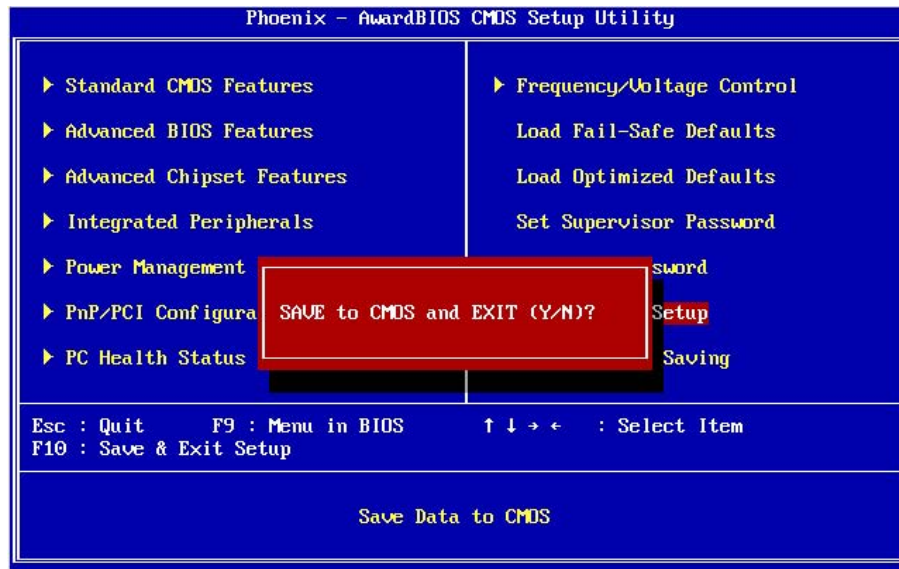 Phoenix - AwardBIOS CMOS Setup Utility
Standard CMOS Features
Advanced BIOS Features
Advanced Chipset Features
Integrated Peripherals
Power Management
PnP/PCI Configura
PC Health Status
Frequency/Voltage Control
Load Fail-Safe Defaults
Load Optimized Defaults
Set Supervisor Password
sword
Setup
Saving
SAVE to CMOS and EXIT (Y/N)?
Esc : Quit F9 : Menu in BIOS ↑ ↓ → ← : Select Item
F10 : Save & Exit Setup
Save Data to CMOS